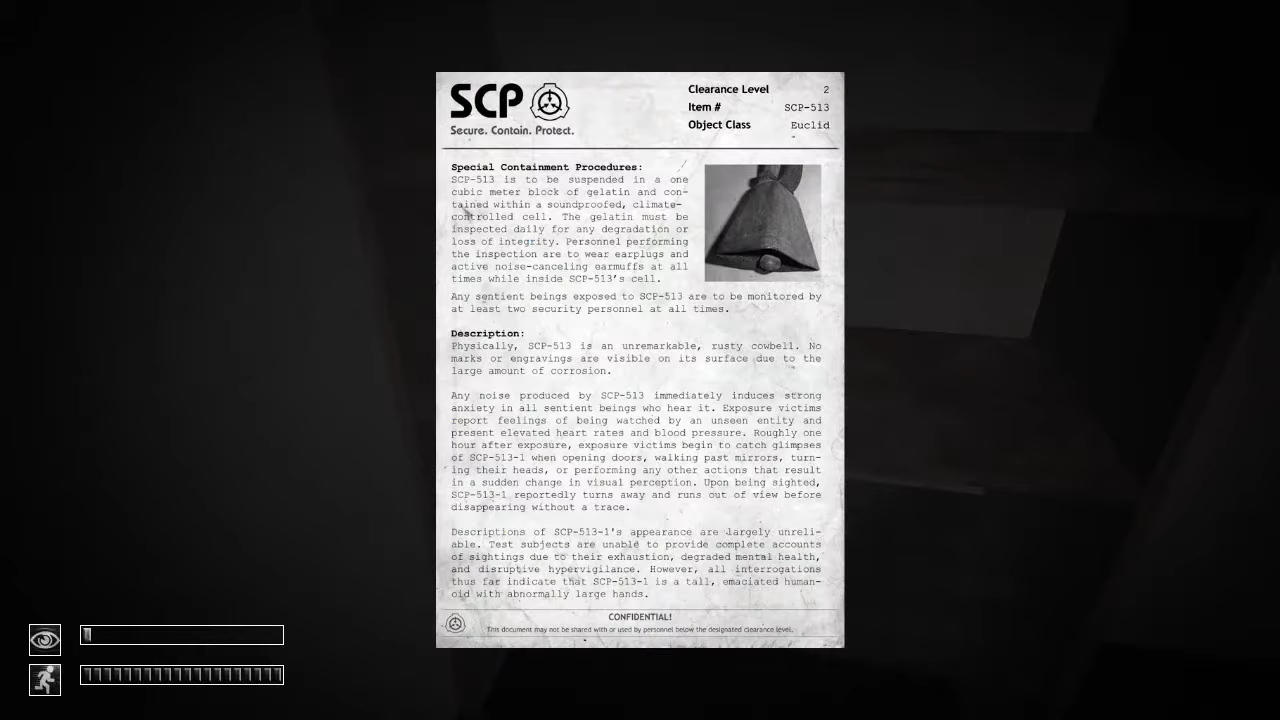 SCP
Secure. Contain. Protect.
Clearance Level 2
Item # SCP-513
Object Class Euclid
Special Containment Procedures:
SCP-513 is to be suspended in a one
cubic meter block of gelatin and con-
tained within a soundproofed, climate-
controlled cell. The gelatin must be
inspected daily for any degradation or
loss of integrity. Personnel performing
the inspection are to wear earplugs and
active noise-canceling earmuffs at all
times while inside SCP-513's cell.
Any sentient beings exposed to SCP-513 are to be monitored by
at least two security personnel at all times.
Description:
Physically, SCP-513 is an unremarkable, rusty cowbell. No
marks or engravings are visible on its surface due to the
large amount of corrosion.
Any noise produced by SCP-513 immediately induces strong
anxiety in all sentient beings who hear it. Exposure victims
report feelings of being watched by an unseen entity and
present elevated heart rates and blood pressure. Roughly one
hour after exposure, exposure victims begin to catch glimpses
of SCP-513-1 when opening doors, walking past mirrors, turn-
ing their heads, or performing any other actions that result
in a sudden change in visual perception. Upon being sighted,
SCP-513-1 reportedly turns away and runs out of view before
disappearing without a trace.
Descriptions of SCP-513-1's appearance are largely unreli-
able. Test subjects are unable to provide complete accounts
of sightings due to their exhaustion, degraded mental health,
and disruptive hypervigilance. However, all interrogations
thus far indicate that SCP-513-1 is a tall, emaciated human-
oid with abnormally large hands.
CONFIDENTIAL!
This document may not be shared with or used by personnel below the designated clearance level.